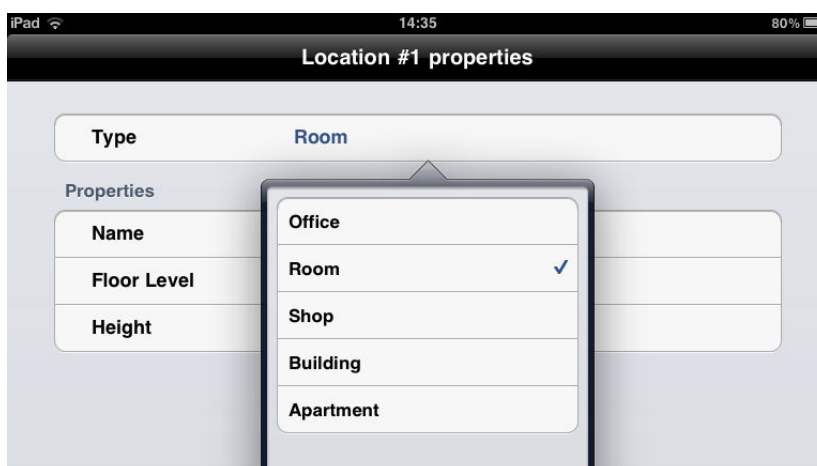 iPad 14:35 80%
Location #1 properties
Type Room
Properties
Name
Floor Level
Height
Office
Room
Shop
Building
Apartment